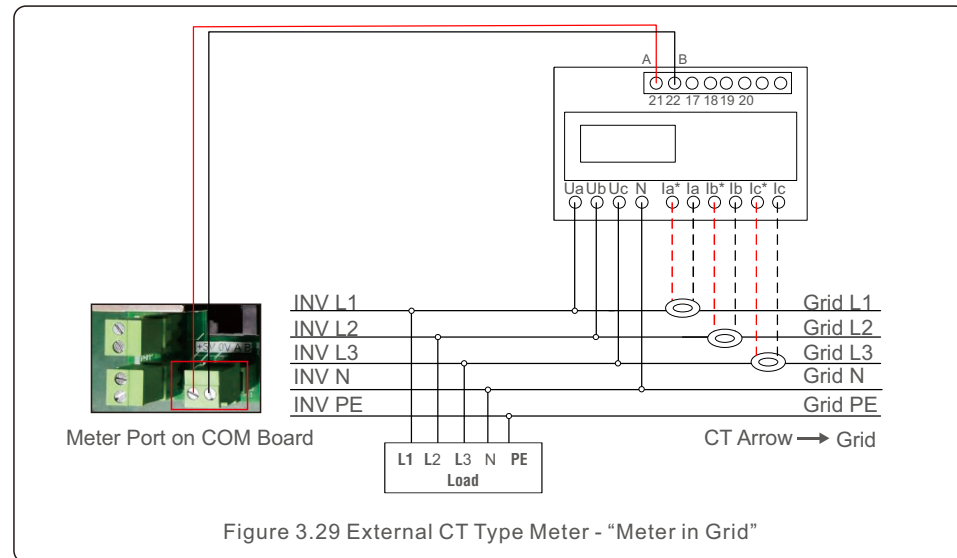 A B
21 22 17 18 19 20
Ua Ub Uc N Ia* Ia Ib* Ib Ic* Ic
INV L1 Grid L1
INV L2 Grid L2
INV L3 Grid L3
INV N Grid N
INV PE Grid PE
0V A B
Meter Port on COM Board
CT Arrow → Grid
L1 L2 L3 N PE
Load
Figure 3.29 External CT Type Meter - “Meter in Grid”